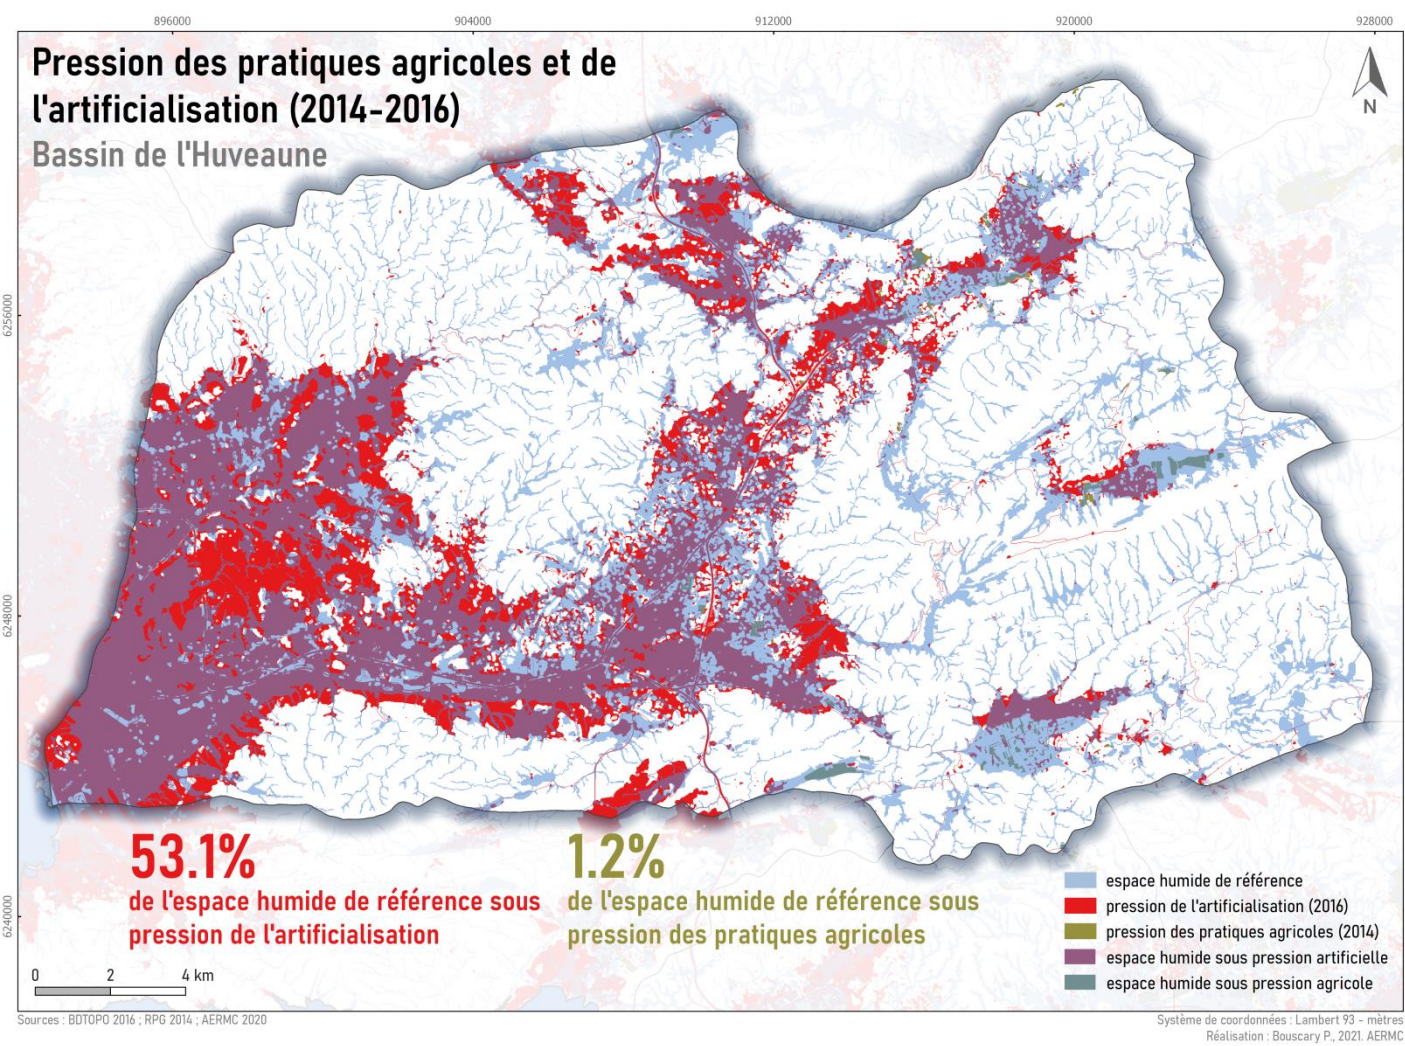 896000
904000
912000
920000
928000
Pression des pratiques agricoles et de
l'artificialisation (2014-2016)
Bassin de l'Huveaune
N
6256000
6248000
6240000
53.1%
de l'espace humide de référence sous
pression de l'artificialisation
1.2%
de l'espace humide de référence sous
pression des pratiques agricoles
espace humide de référence
pression de l'artificialisation (2016)
pression des pratiques agricoles (2014)
espace humide sous pression artificielle
espace humide sous pression agricole
0 2 4 km
Sources : BDTOPO 2016 ; RPG 2014 ; AERMC 2020
Système de coordonnées : Lambert 93 - mètres
Réalisation : Bouscary P., 2021. AERMC